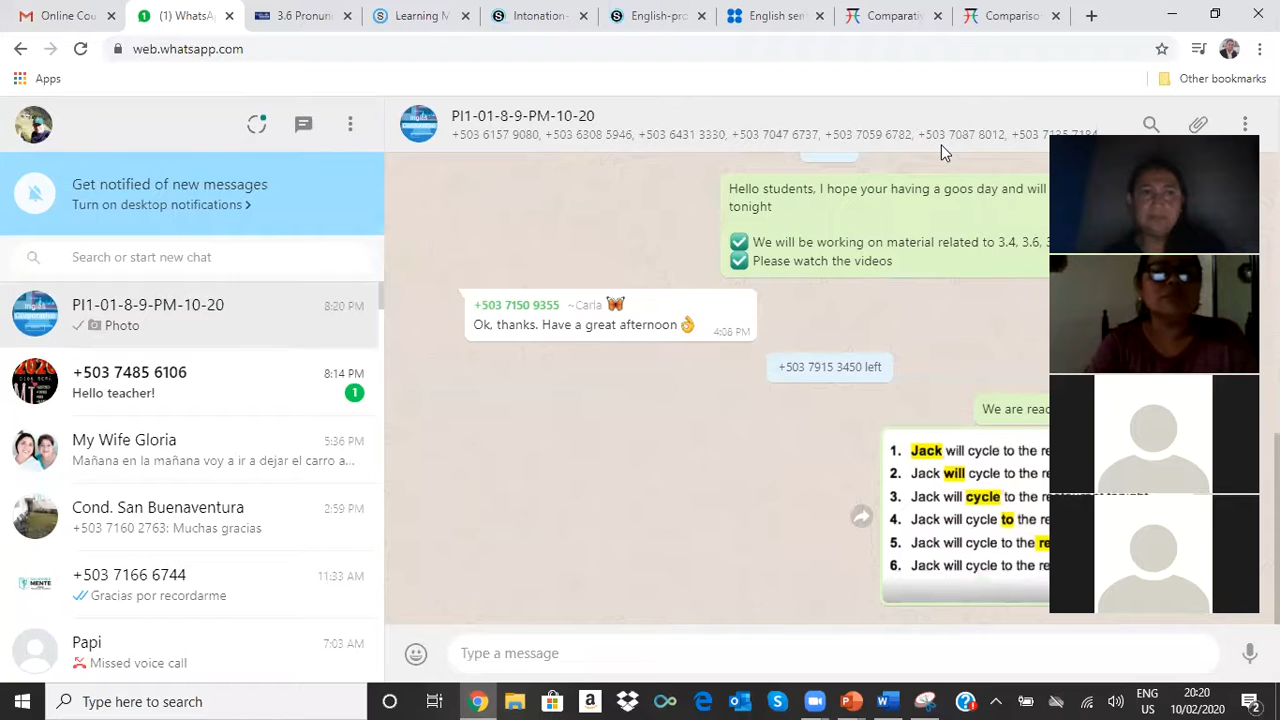 Online Cou
(1) WhatsA
3.6 Pronun
Learning M
Intonation-
English-pro
English sen
Comparativ
Comparison
web.whatsapp.com
Apps
Other bookmarks
PI1-01-8-9-PM-10-20
+503 6157 9080, +503 6308 5946, +503 6431 3330, +503 7047 6737, +503 7059 6782, +503 7087 8012, +503 7135 7184
Get notified of new messages
Turn on desktop notifications >
Search or start new chat
PI1-01-8-9-PM-10-20
8:20 PM
Photo
+503 7485 6106
8:14 PM
Hello teacher!
1
My Wife Gloria
5:36 PM
Mañana en la mañana voy a ir a dejar el carro a...
Cond. San Buenaventura
2:59 PM
+503 7160 2763: Muchas gracias
+503 7166 6744
11:33 AM
Gracias por recordarme
Papi
7:03 AM
Missed voice call
Hello students, I hope your having a goos day and will
tonight
We will be working on material related to 3.4, 3.6,
Please watch the videos
+503 7150 9355 ~Carla
Ok, thanks. Have a great afternoon
4:08 PM
+503 7915 3450 left
We are
1. Jack will cycle to the
2. Jack will cycle to the
3. Jack will cycle to the
4. Jack will cycle to the
5. Jack will cycle to the
6. Jack will cycle to the
Type a message
Type here to search
ENG
US
20:20
10/02/2020
2